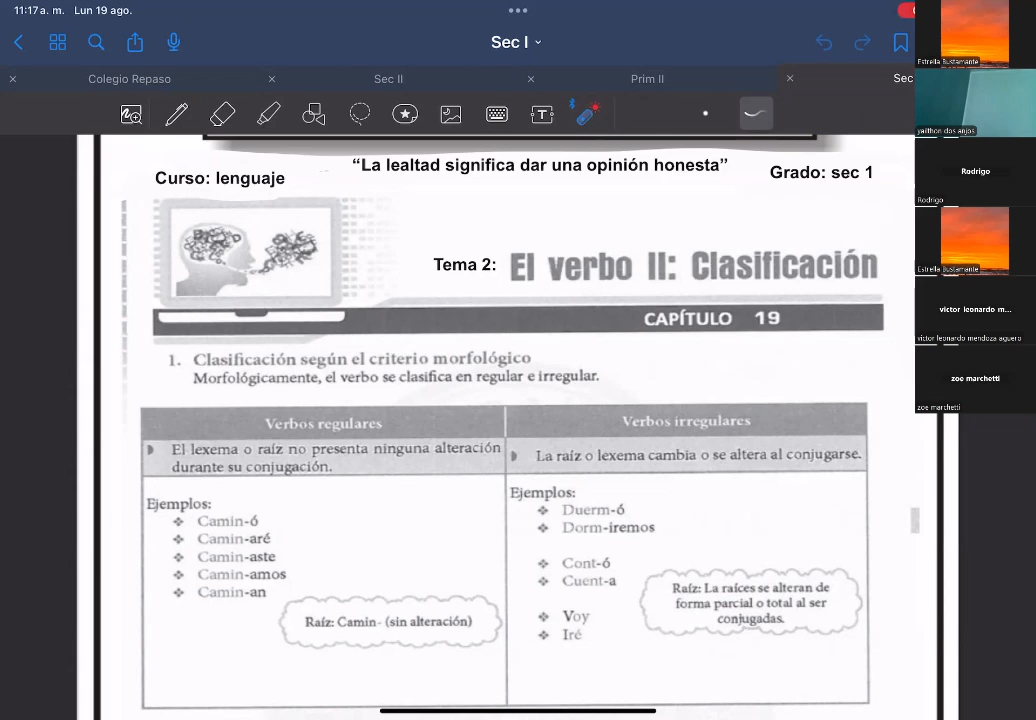 11:17 a. m. Lun 19 ago.
Sec I
Colegio Repaso
Sec II
Prim II
Sec
Estrella Bustamante
yailthon dos anjos
Rodrigo
Rodrigo
Estrella Bustamante
victor leonardo m...
victor leonardo mendoza aguero
zoe marchetti
zoe marchetti
“La lealtad significa dar una opinión honesta”
Curso: lenguaje
Grado: sec 1
Tema 2: El verbo II: Clasificación
CAPÍTULO 19
1. Clasificación según el criterio morfológico
Morfológicamente, el verbo se clasifica en regular e irregular.
Verbos regulares
El lexema o raíz no presenta ninguna alteración
durante su conjugación.
Ejemplos:
Camin-ó
Camin-aré
Camin-aste
Camin-amos
Camin-an
Raíz: Camin- (sin alteración)
Verbos irregulares
La raíz o lexema cambia o se altera al conjugarse.
Ejemplos:
Duerm-ó
Dorm-iremos
Cont-ó
Cuent-a
Voy
Iré
Raíz: La raíces se alteran de
forma parcial o total al ser
conjugadas.